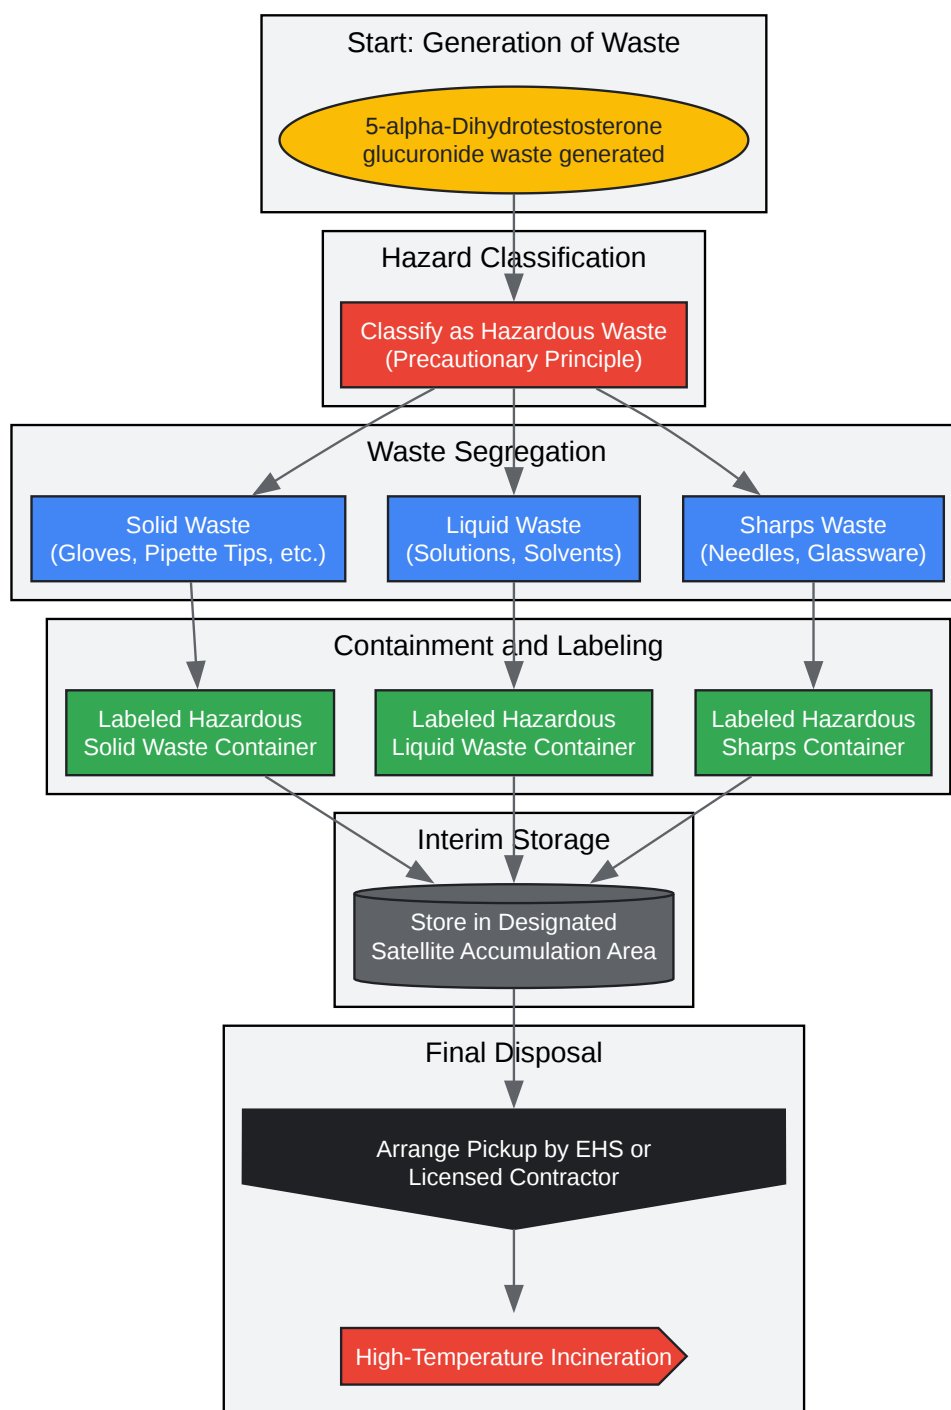 Start: Generation of Waste
5-alpha-Dihydrotestosterone
glucuronide waste generated
Hazard Classification
Classify as Hazardous Waste
(Precautionary Principle)
Waste Segregation
Solid Waste
(Gloves, Pipette Tips, etc.)
Liquid Waste
(Solutions, Solvents)
Sharps Waste
(Needles, Glassware)
Containment and Labeling
Labeled Hazardous
Solid Waste Container
Labeled Hazardous
Liquid Waste Container
Labeled Hazardous
Sharps Container
Interim Storage
Store in Designated
Satellite Accumulation Area
Final Disposal
Arrange Pickup by EHS or
Licensed Contractor
High-Temperature Incineration